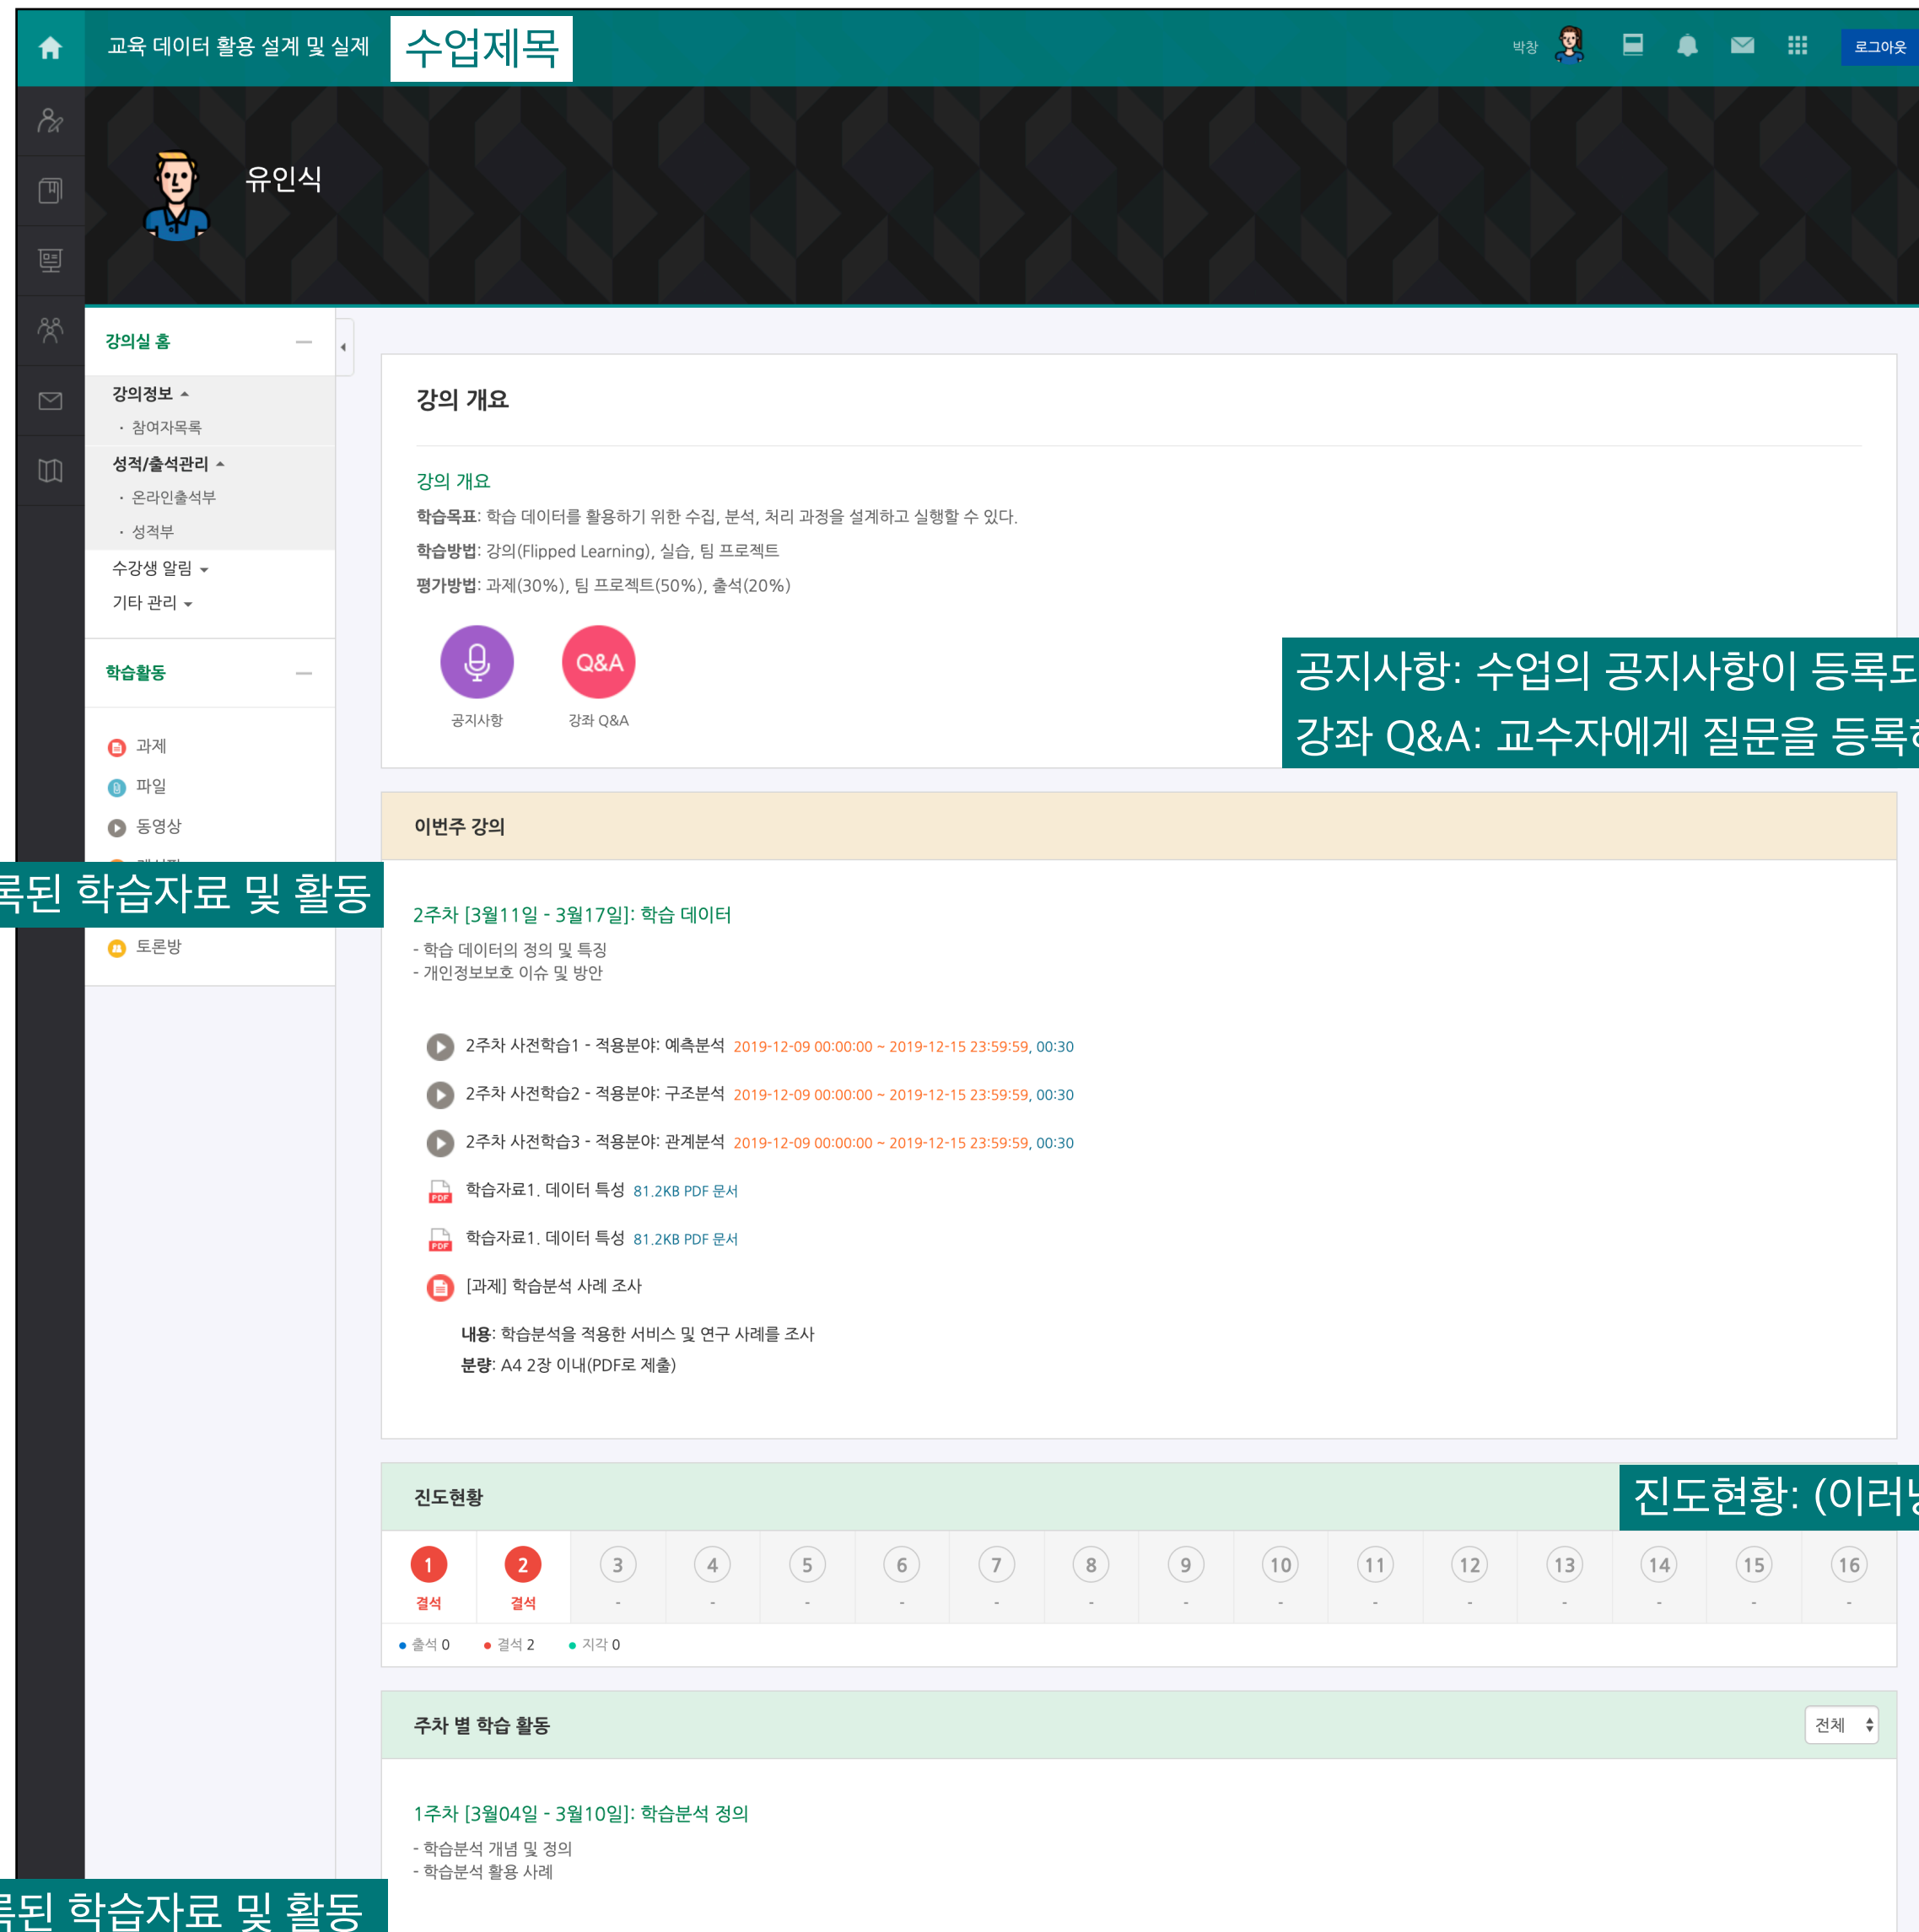 교육 데이터 활용 설계 및 실제
수업제목
박창
로그아웃
유인식
강의실 홈
강의정보
· 참여자목록
성적/출석관리
· 온라인출석부
· 성적부
수강생 알림
기타 관리
학습활동
과제
파일
동영상
록된 학습자료 및 활동
토론방
강의 개요
강의 개요
학습목표: 학습 데이터를 활용하기 위한 수집, 분석, 처리 과정을 설계하고 실행할 수 있다.
학습방법: 강의(Flipped Learning), 실습, 팀 프로젝트
평가방법: 과제(30%), 팀 프로젝트(50%), 출석(20%)
Q&A
공지사항
강좌 Q&A
공지사항: 수업의 공지사항이 등록되
강좌 Q&A: 교수자에게 질문을 등록
이번주 강의
2주차 [3월11일 - 3월17일]: 학습 데이터
- 학습 데이터의 정의 및 특징
- 개인정보보호 이슈 및 방안
2주차 사전학습1 - 적용분야: 예측분석 2019-12-09 00:00:00 ~ 2019-12-15 23:59:59, 00:30
2주차 사전학습2 - 적용분야: 구조분석 2019-12-09 00:00:00 ~ 2019-12-15 23:59:59, 00:30
2주차 사전학습3 - 적용분야: 관계분석 2019-12-09 00:00:00 ~ 2019-12-15 23:59:59, 00:30
PDF 학습자료1. 데이터 특성 81.2KB PDF 문서
PDF 학습자료1. 데이터 특성 81.2KB PDF 문서
[과제] 학습분석 사례 조사
내용: 학습분석을 적용한 서비스 및 연구 사례를 조사
분량: A4 2장 이내(PDF로 제출)
진도현황
진도현황: (이러
1 2 3 4 5 6 7 8 9 10 11 12 13 14 15 16
결석 결석 - - - - - - - - - - - - - -
출석 0 결석 2 지각 0
주차 별 학습 활동
전체
1주차 [3월04일 - 3월10일]: 학습분석 정의
- 학습분석 개념 및 정의
- 학습분석 활용 사례
록된 학습자료 및 활동